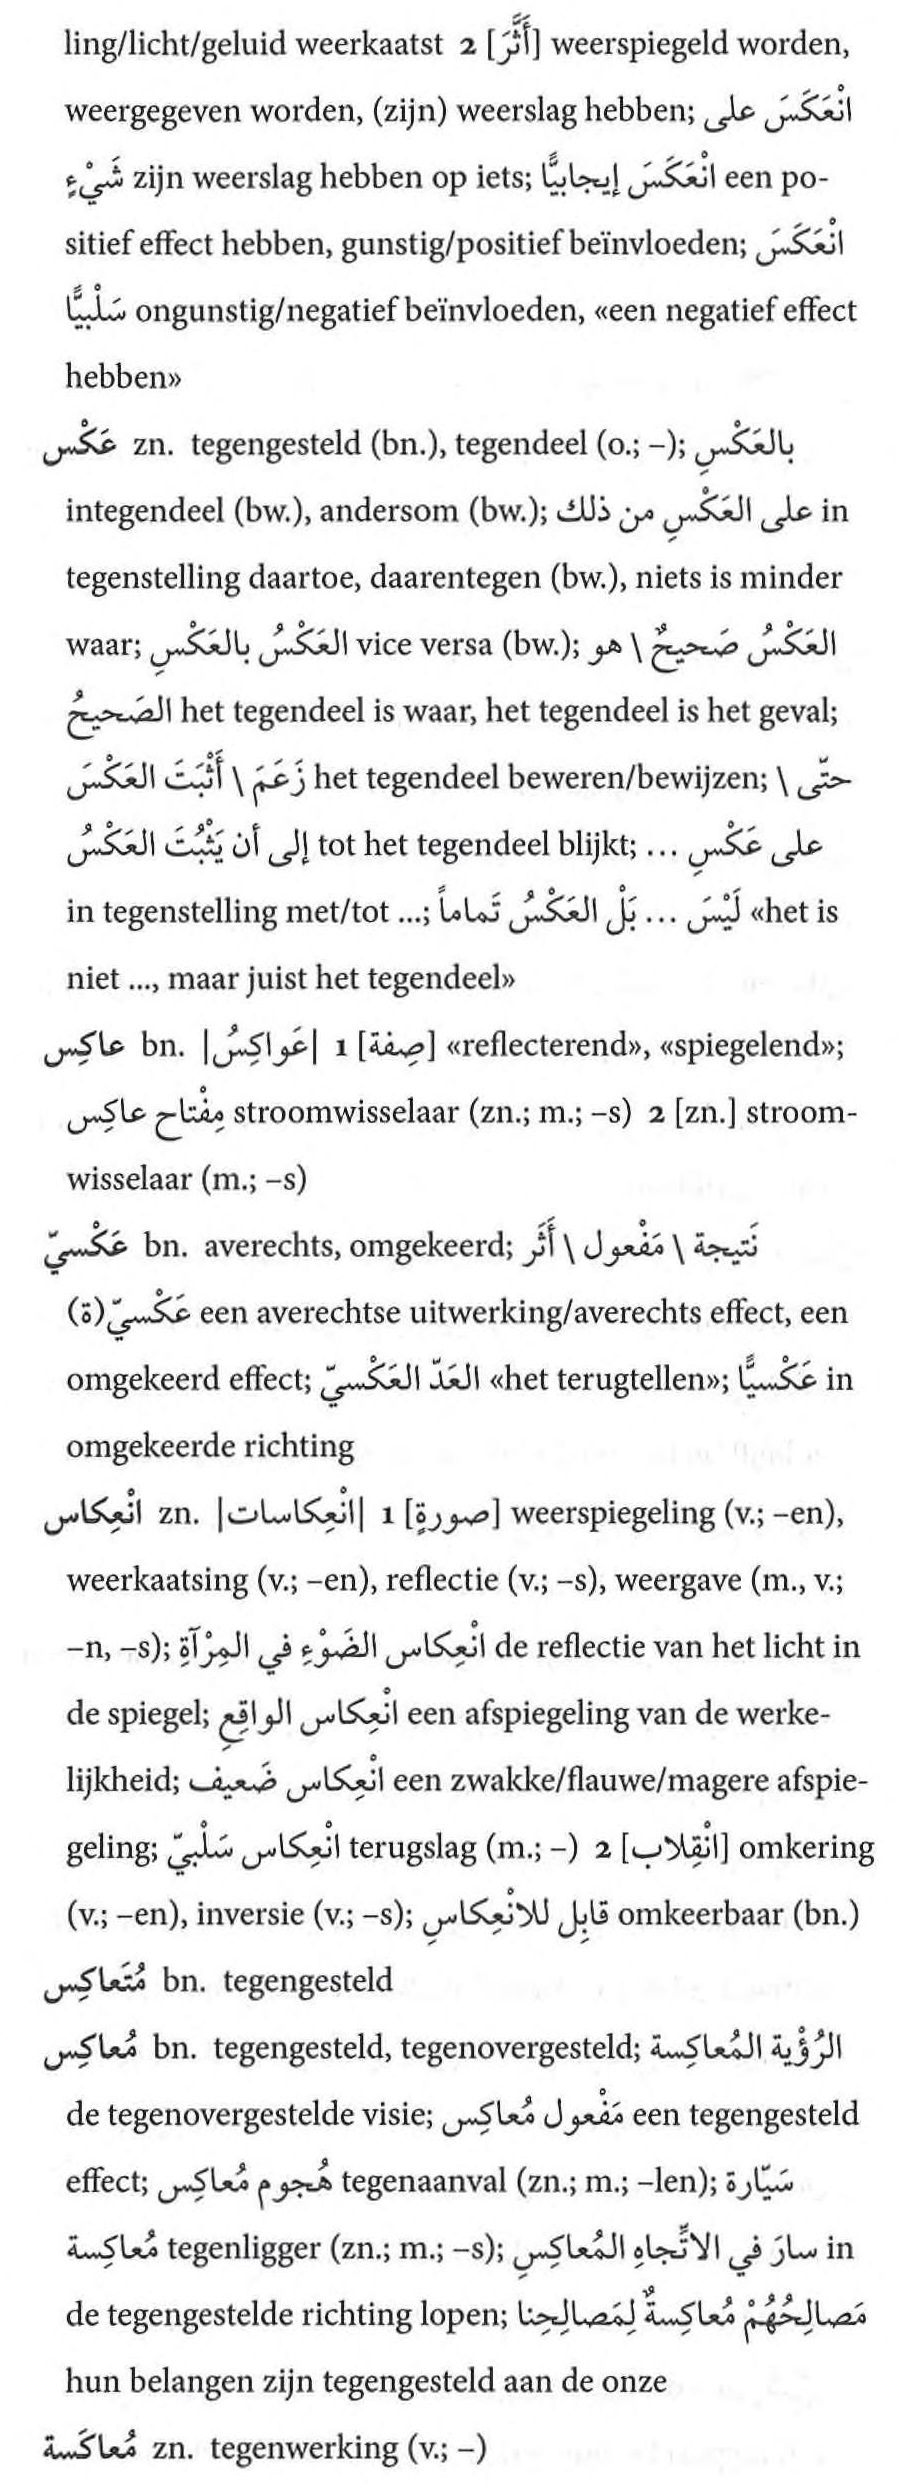 ling/licht/geluid weerkaatst 2 [أَثَّرَ] weerspiegeld worden,
weergegeven worden, (zijn) weerslag hebben; انْعَكَسَ على
شَيْءٍ zijn weerslag hebben op iets; انْعَكَسَ إيجابيًّا een po-
sitief effect hebben, gunstig/positief beïnvloeden; انْعَكَسَ
سَلْبيًّا ongunstig/negatief beïnvloeden, «een negatief effect
hebben»
عَكْس zn. tegengesteld (bn.), tegendeel (o.; –); بالعَكْسِ
integendeel (bw.), andersom (bw.); على العَكْسِ من ذلك in
tegenstelling daartoe, daarentegen (bw.), niets is minder
waar; العَكْسُ بالعَكْسِ vice versa (bw.); العَكْسُ صَحيحٌ \ هو
الصَحيحُ het tegendeel is waar, het tegendeel is het geval;
زَعَمَ \ أَثْبَتَ العَكْسَ het tegendeel beweren/bewijzen; حتّى \
إلى أن يَثْبُتَ العَكْسُ tot het tegendeel blijkt; على عَكْسِ ...
in tegenstelling met/tot ...; لَيْسَ ... بَلْ العَكْسُ تَماماً «het is
niet ..., maar juist het tegendeel»
عاكِس bn. |عَواكِسُ| 1 [صِفة] «reflecterend», «spiegelend»;
مِفْتاح عاكِس stroomwisselaar (zn.; m.; –s) 2 [zn.] stroom-
wisselaar (m.; –s)
عَكْسيّ bn. averechts, omgekeerd; نَتيجة \ مَفْعول \ أَثَر
عَكْسيّ(ة) een averechtse uitwerking/averechts effect, een
omgekeerd effect; العَدّ العَكْسيّ «het terugtellen»; عَكْسيًّا in
omgekeerde richting
انْعِكاس zn. |انْعِكاسات| 1 [صورةٍ] weerspiegeling (v.; –en),
weerkaatsing (v.; –en), reflectie (v.; –s), weergave (m., v.;
–n, –s); انْعِكاس الضَوْءِ في المِرْآةِ de reflectie van het licht in
de spiegel; انْعِكاس الواقِعِ een afspiegeling van de werke-
lijkheid; انْعِكاس ضَعيف een zwakke/flauwe/magere afspie-
geling; انْعِكاس سَلْبيّ terugslag (m.; –) 2 [انْقِلاب] omkering
(v.; –en), inversie (v.; –s); قابِل للانْعِكاسِ omkeerbaar (bn.)
مُتَعاكِس bn. tegengesteld
مُعاكِس bn. tegengesteld, tegenovergesteld; الرُؤْية المُعاكِسة
de tegenovergestelde visie; مَفْعول مُعاكِس een tegengesteld
effect; هُجوم مُعاكِس tegenaanval (zn.; m.; –len); سَيّارة
مُعاكِسة tegenligger (zn.; m.; –s); سارَ في الاتِّجاهِ المُعاكِسِ in
de tegengestelde richting lopen; مَصالِحُهُمْ مُعاكِسةٌ لِمَصالِحِنا
hun belangen zijn tegengesteld aan de onze
مُعاكَسة zn. tegenwerking (v.; –)